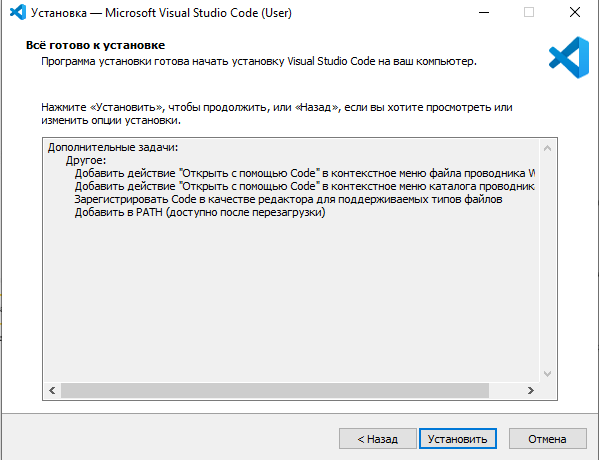 Установка — Microsoft Visual Studio Code (User)
Всё готово к установке
Программа установки готова начать установку Visual Studio Code на ваш компьютер.
Нажмите «Установить», чтобы продолжить, или «Назад», если вы хотите просмотреть или
изменить опции установки.
Дополнительные задачи:
Другое:
Добавить действие "Открыть с помощью Code" в контекстное меню файла проводника W
Добавить действие "Открыть с помощью Code" в контекстное меню каталога проводник
Зарегистрировать Code в качестве редактора для поддерживаемых типов файлов
Добавить в PATH (доступно после перезагрузки)
< Назад Установить Отмена